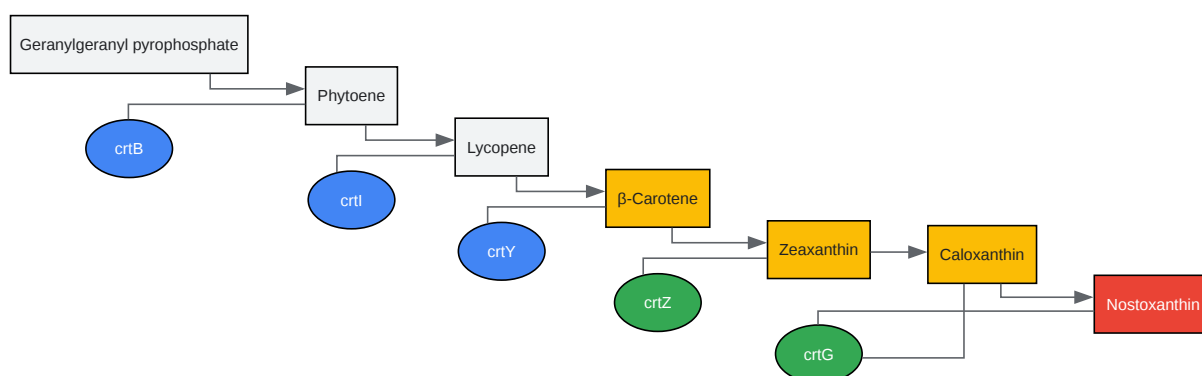 Geranylgeranyl pyrophosphate
Phytoene
crtB
Lycopene
crtI
β-Carotene
crtY
Zeaxanthin
Caloxanthin
crtZ
Nostoxanthin
crtG